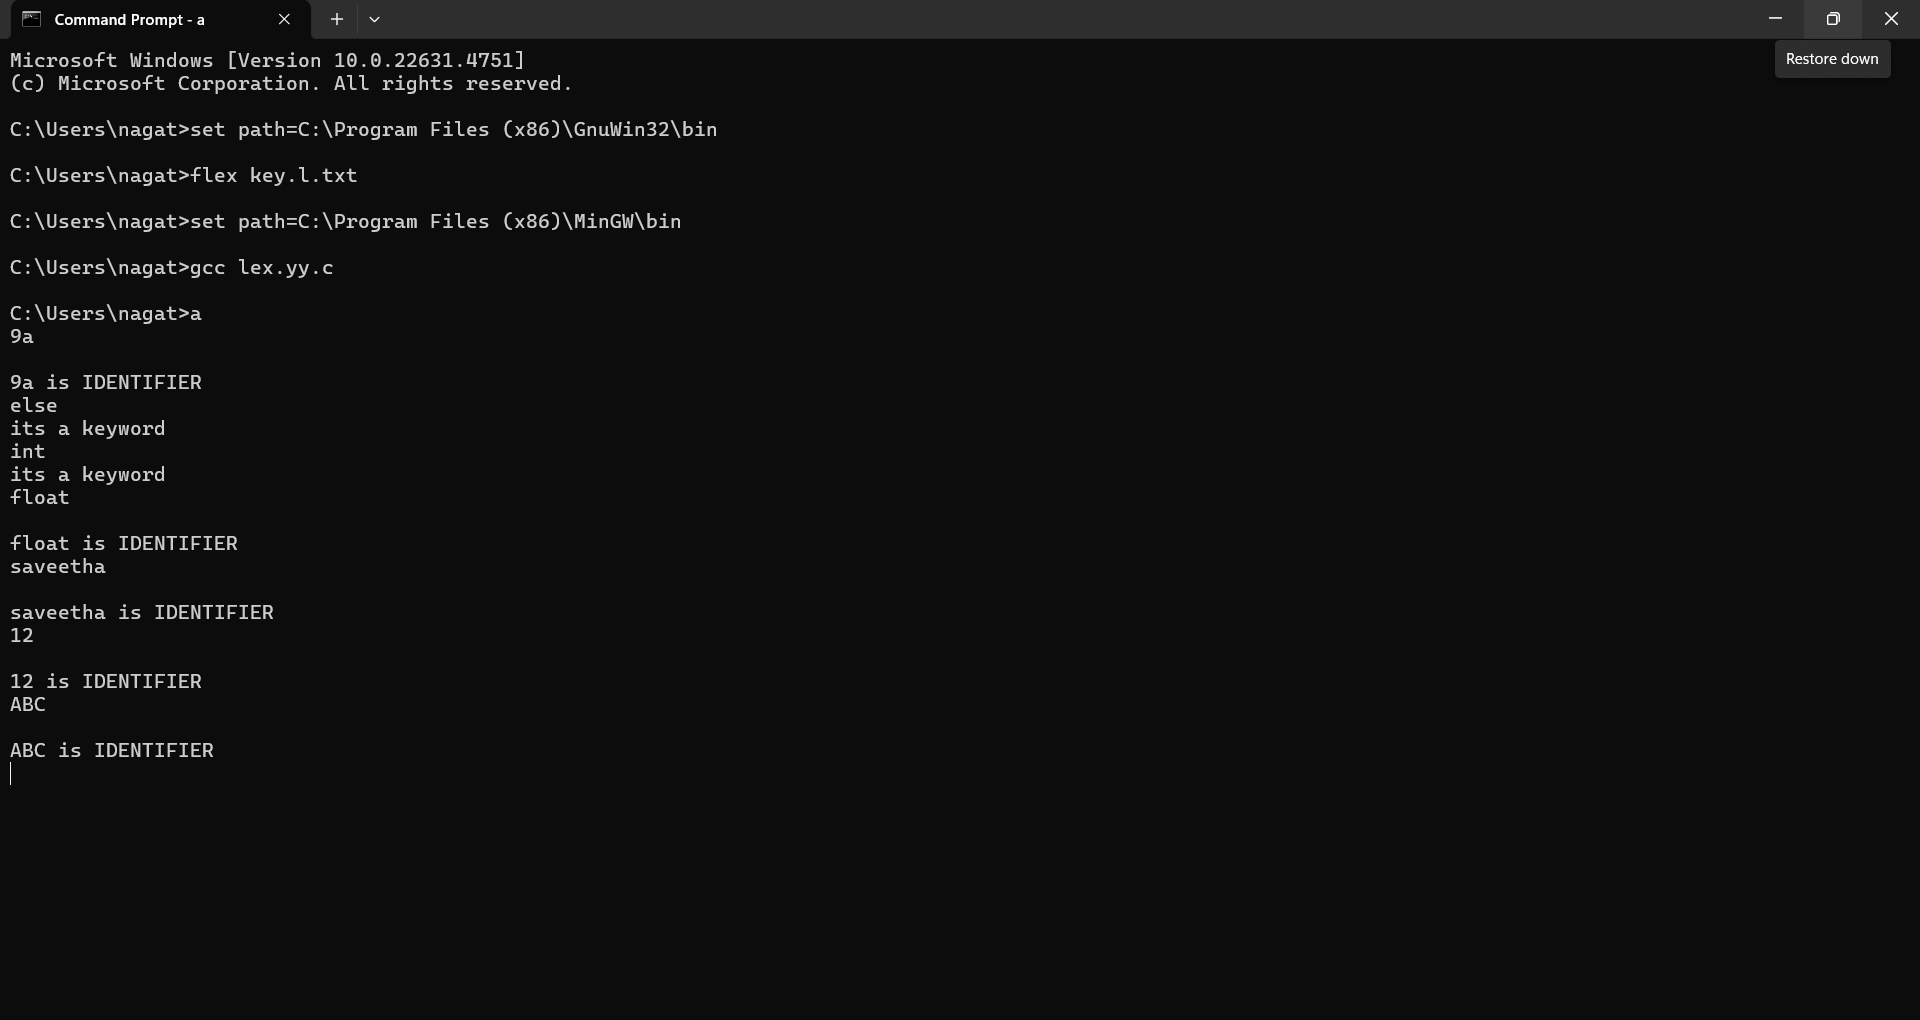 Command Prompt - a
Restore down
Microsoft Windows [Version 10.0.22631.4751]
(c) Microsoft Corporation. All rights reserved.
C:\Users\nagat>set path=C:\Program Files (x86)\GnuWin32\bin
C:\Users\nagat>flex key.l.txt
C:\Users\nagat>set path=C:\Program Files (x86)\MinGW\bin
C:\Users\nagat>gcc lex.yy.c
C:\Users\nagat>a
9a
9a is IDENTIFIER
else
its a keyword
int
its a keyword
float
float is IDENTIFIER
saveetha
saveetha is IDENTIFIER
12
12 is IDENTIFIER
ABC
ABC is IDENTIFIER